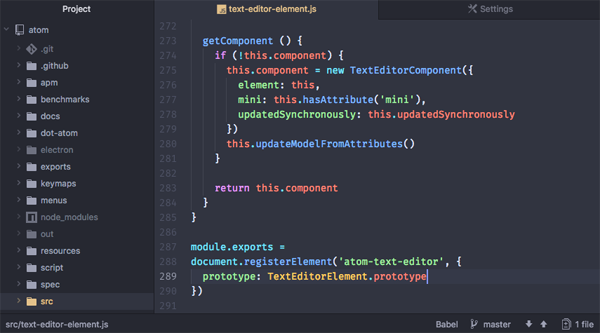 Project
text-editor-element.js
Settings
atom
.git
.github
apm
benchmarks
docs
dot-atom
electron
exports
keymaps
menus
node_modules
out
resources
script
spec
src
272
273 getComponent () {
274 if (!this.component) {
275 this.component = new TextEditorComponent({
276 element: this,
277 mini: this.hasAttribute('mini'),
278 updatedSynchronously: this.updatedSynchronously
279 })
280 this.updateModelFromAttributes()
281 }
282
283 return this.component
284 }
285 }
286
287 module.exports =
288 document.registerElement('atom-text-editor', {
289 prototype: TextEditorElement.prototype
290 })
291
src/text-editor-element.js
Babel
master
1 file